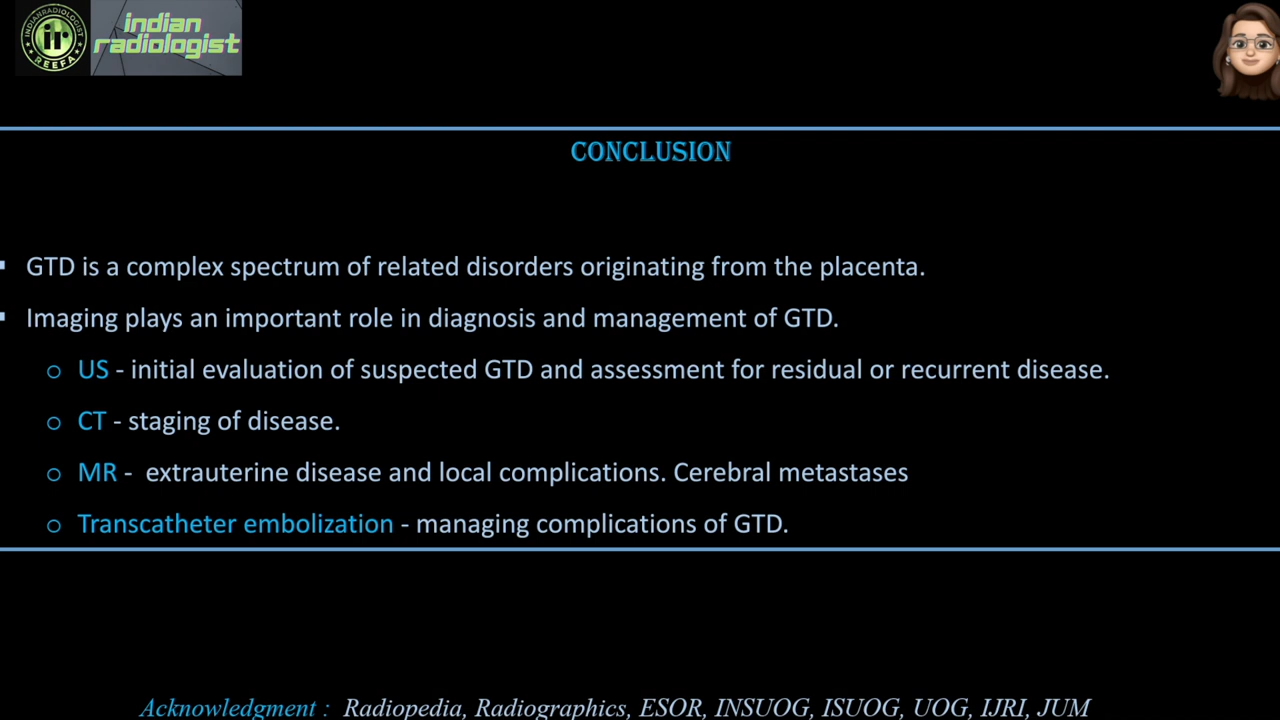 INDIANRADIOLOGIST
ir
REEFA
indian
radiologist
CONCLUSION
▪ GTD is a complex spectrum of related disorders originating from the placenta.
▪ Imaging plays an important role in diagnosis and management of GTD.
o US - initial evaluation of suspected GTD and assessment for residual or recurrent disease.
o CT - staging of disease.
o MR - extrauterine disease and local complications. Cerebral metastases
o Transcatheter embolization - managing complications of GTD.
Acknowledgment : Radiopedia, Radiographics, ESOR, INSUOG, ISUOG, UOG, IJRI, JUM